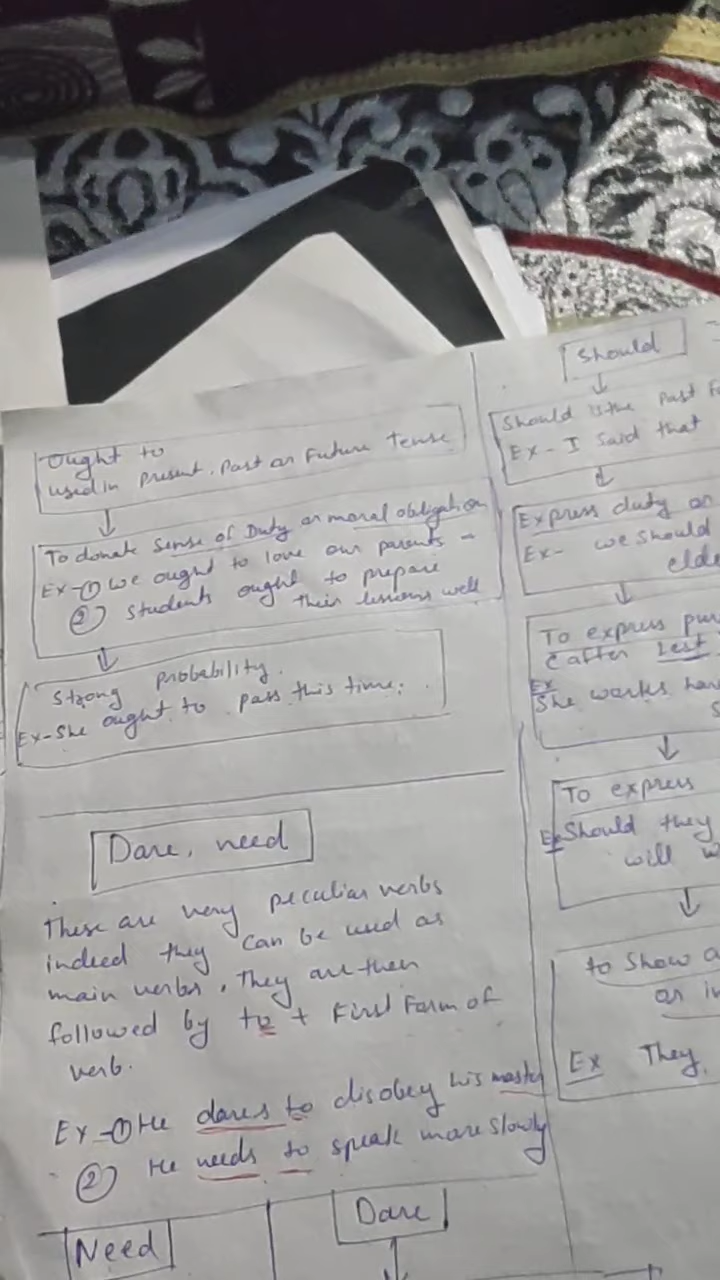 Ought to
used in present, Past or Future Tense
To donate Sense of Duty or moral obligation
Ex-① We ought to love our parents -
② Students ought to prepare
their lessons well
Strong probability.
Ex-She ought to pass this time.
Dare, need
These are very peculiar verbs
indeed they can be used as
main verbs. They are then
followed by to + First Form of
verb.
Ex-① He dares to disobey his master
② He needs to speak more slowly
Need
Dare
Should
Should is the Past
Ex- I said that
Express duty or
Ex- we should
To express
(after Lest
Ex
She works
To express
Ex Should they
will
to Show
or
Ex They